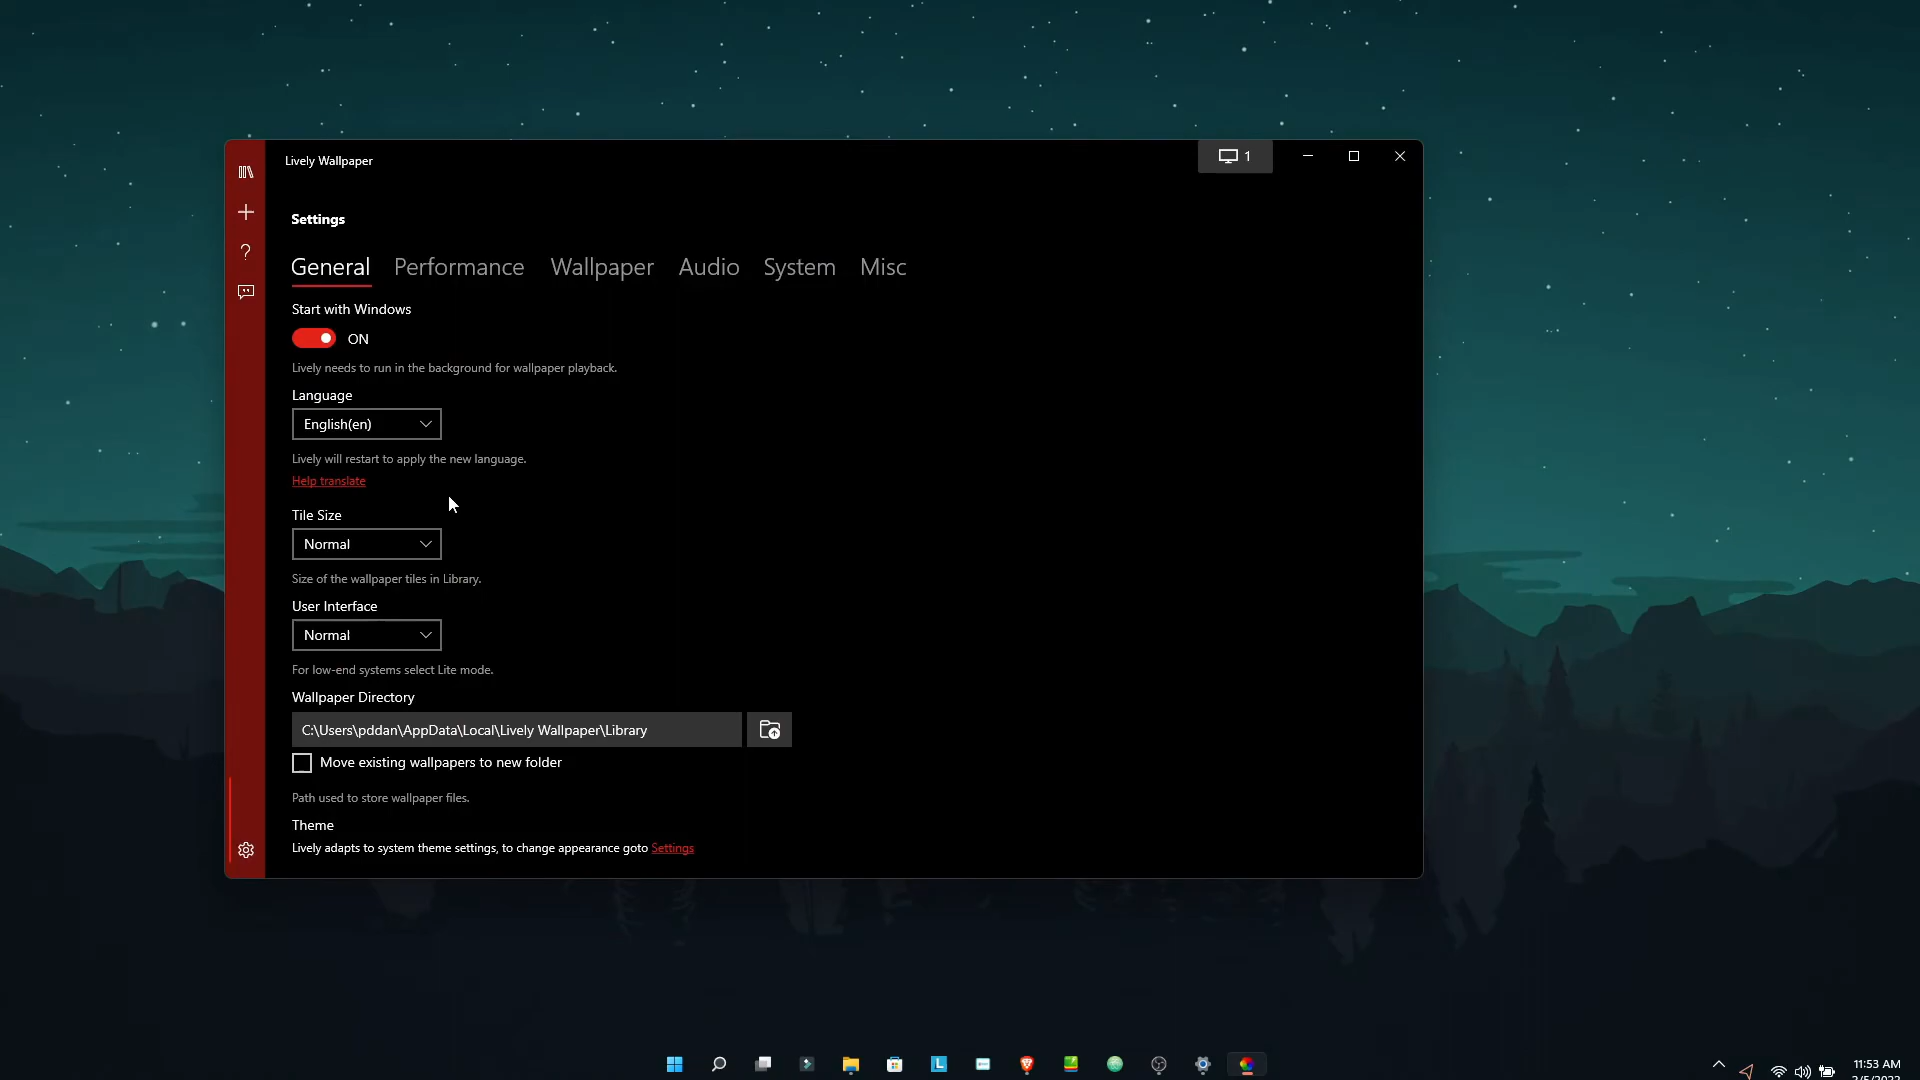 Lively Wallpaper
1
Settings
General Performance Wallpaper Audio System Misc
Start with Windows
ON
Lively needs to run in the background for wallpaper playback.
Language
English(en)
Lively will restart to apply the new language.
Help translate
Tile Size
Normal
Size of the wallpaper tiles in Library.
User Interface
Normal
For low-end systems select Lite mode.
Wallpaper Directory
C:\Users\pddan\AppData\Local\Lively Wallpaper\Library
Move existing wallpapers to new folder
Path used to store wallpaper files.
Theme
Lively adapts to system theme settings, to change appearance goto Settings
L
11:53 AM